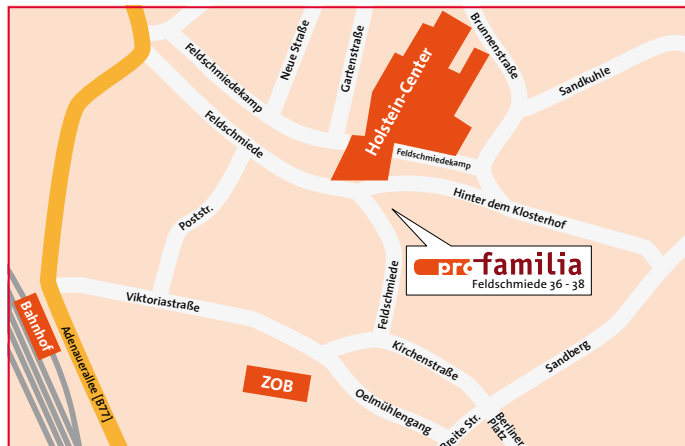 Brunnenstraße
Neue Straße
Gartenstraße
Feldschmiedekamp
Holstein-Center
Sandkuhle
Feldschmiede
Feldschmiedekamp
Hinter dem Klosterhof
Poststr.
pro familia
Feldschmiede 36 - 38
Feldschmiede
Viktoriastraße
Bahnhof
Adenauerallee [B77]
Kirchenstraße
Sandberg
ZOB
Oelmühlengang
Breite Str.
Berliner
Platz